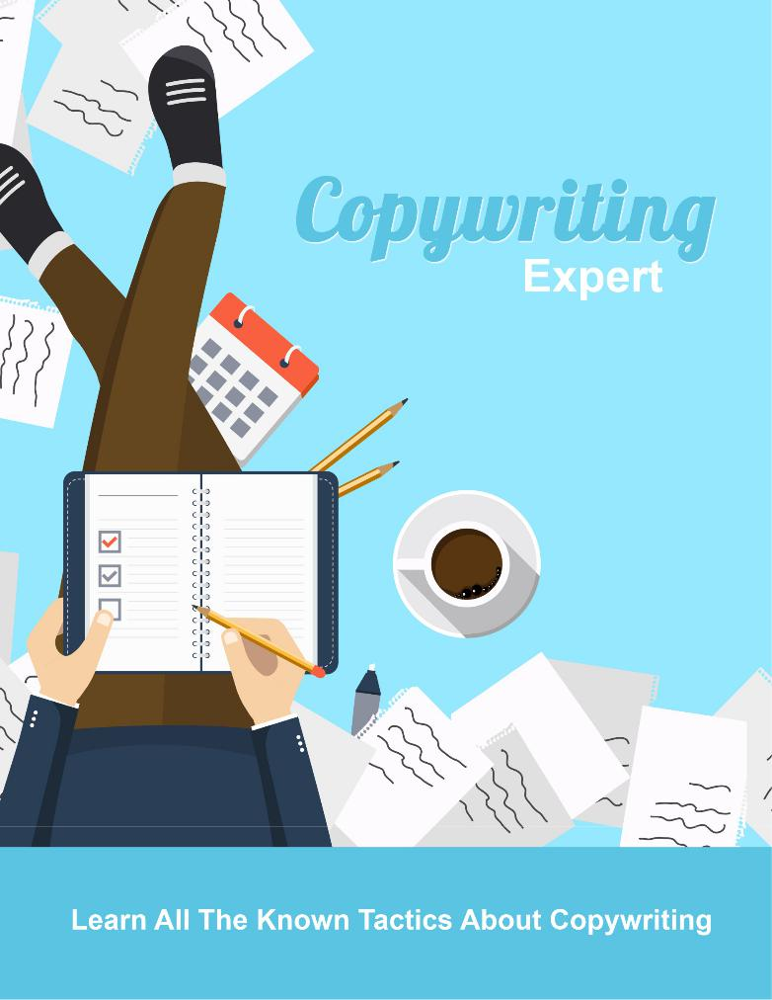 Copywriting
Expert
Learn All The Known Tactics About Copywriting